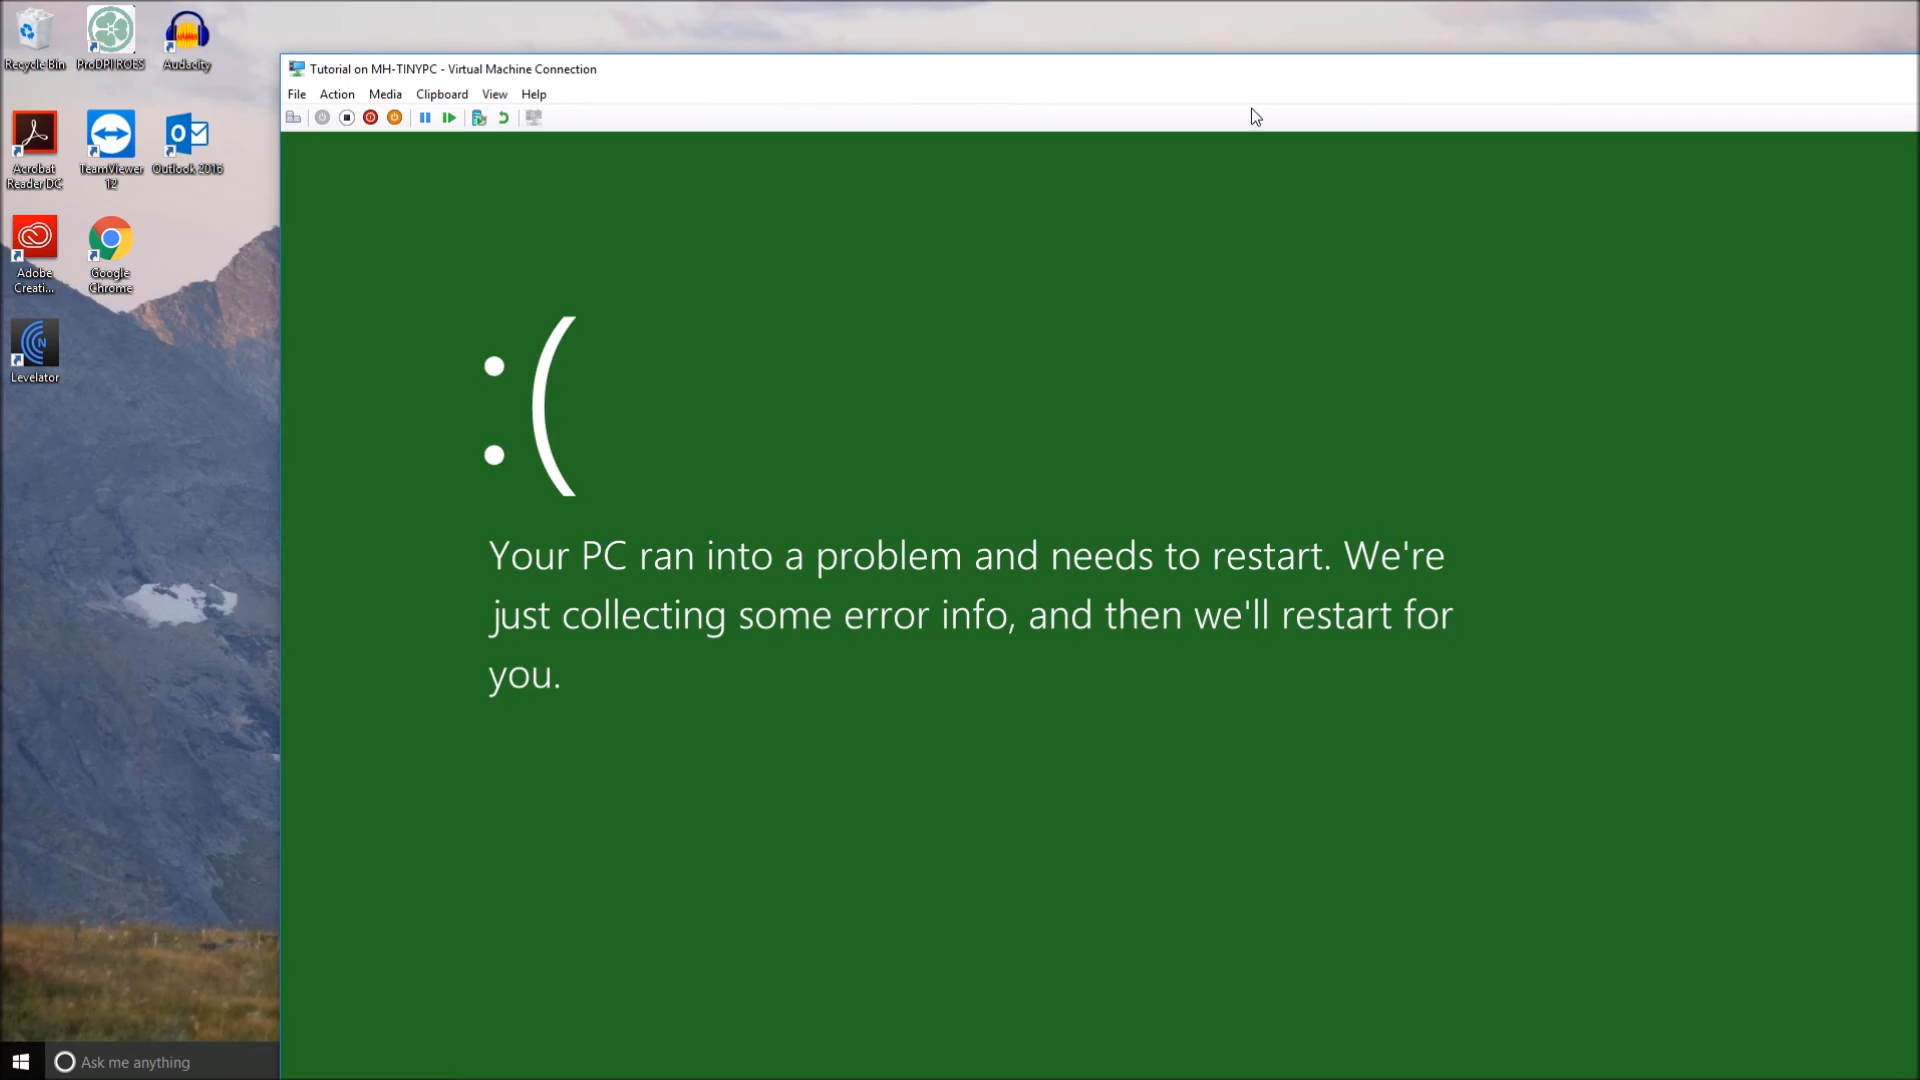 Recycle Bin
ProDPI ROES
Audacity
Acrobat
Reader DC
TeamViewer
12
Outlook 2016
Adobe
Creati...
Google
Chrome
N
Levelator
Tutorial on MH-TINYPC - Virtual Machine Connection
File Action Media Clipboard View Help
:(
Your PC ran into a problem and needs to restart. We're
just collecting some error info, and then we'll restart for
you.
Ask me anything